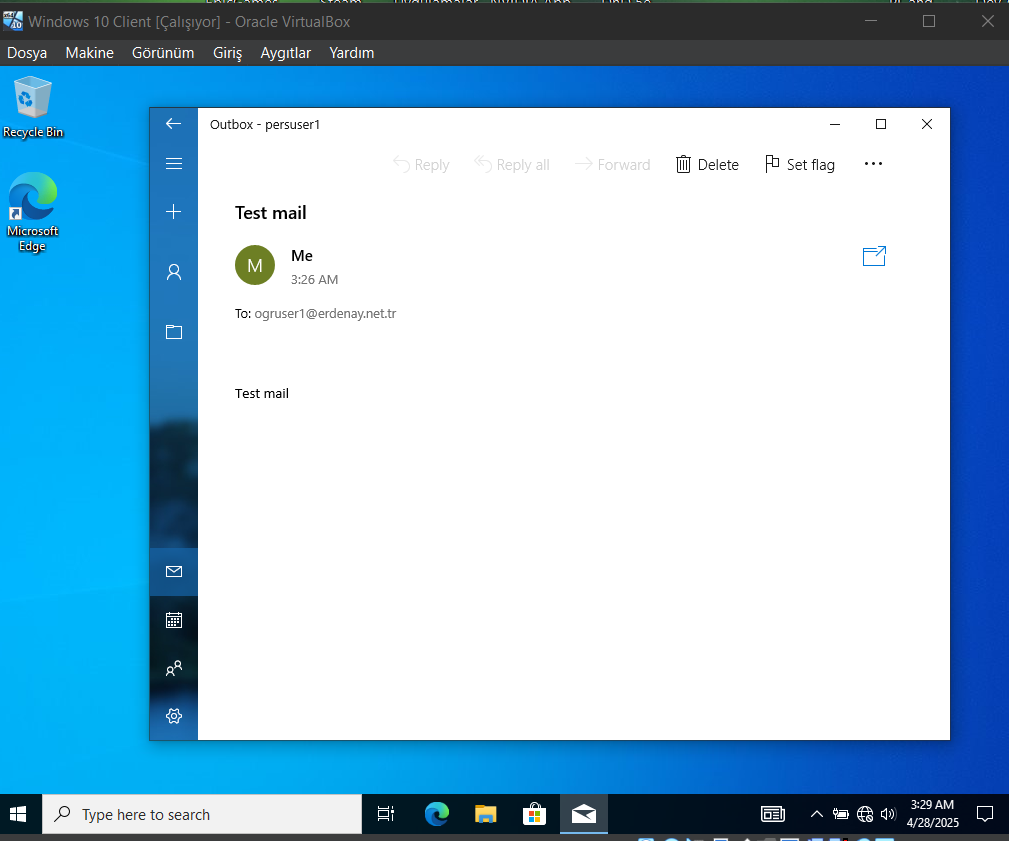 Windows 10 Client [Çalışıyor] - Oracle VirtualBox
Dosya Makine Görünüm Giriş Aygıtlar Yardım
Recycle Bin
Microsoft
Edge
Outbox - persuser1
Reply Reply all Forward Delete Set flag
Test mail
M
Me
3:26 AM
To: ogruser1@erdenay.net.tr
Test mail
Type here to search
3:29 AM
4/28/2025